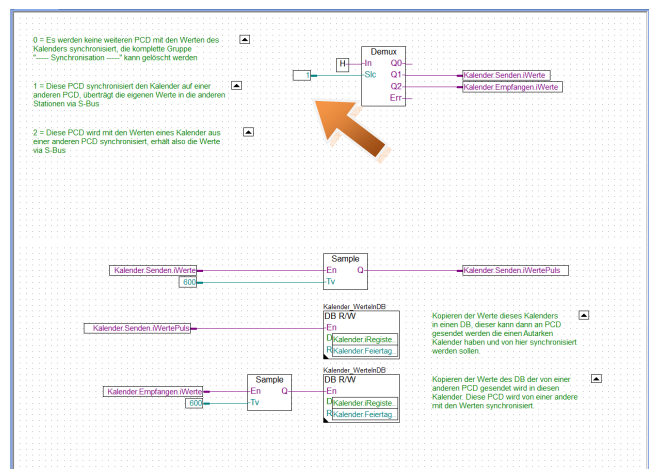 0 = Es werden keine weiteren PCD mit den Werten des
Kalenders synchronisiert, die komplette Gruppe
"----- Synchronisation -----" kann gelöscht werden
1 = Diese PCD synchronisiert den Kalender auf einer
anderen PCD, überträgt die eigenen Werte in die anderen
Stationen via S-Bus
2 = Diese PCD wird mit den Werten eines Kalender aus
einer anderen PCD synchronisiert, erhält also die Werte
via S-Bus
Demux
H In Q0
1 Slc Q1 Kalender.Senden.iWerte
Q2 Kalender.Empfangen.iWerte
Err
Sample
Kalender.Senden.iWerte En Q Kalender.Senden.iWertePuls
600 Tv
Kalender_WerteInDB
DB R/W
Kalender.Senden.iWertePuls En
D Kalender.iRegiste..
R Kalender.Feiertag..
Kopieren der Werte dieses Kalenders
in einen DB, dieser kann dann an PCD
gesendet werden die einen Autarken
Kalender haben und von hier synchronisiert
werden sollen.
Kalender_WerteInDB
Sample DB R/W
Kalender.Empfangen.iWerte En Q En
600 Tv D Kalender.iRegiste..
R Kalender.Feiertag..
Kopieren der Werte des DB der von einer
anderen PCD gesendet wird in diesen
Kalender. Diese PCD wird von einer andere
mit den Werten synchronisiert.